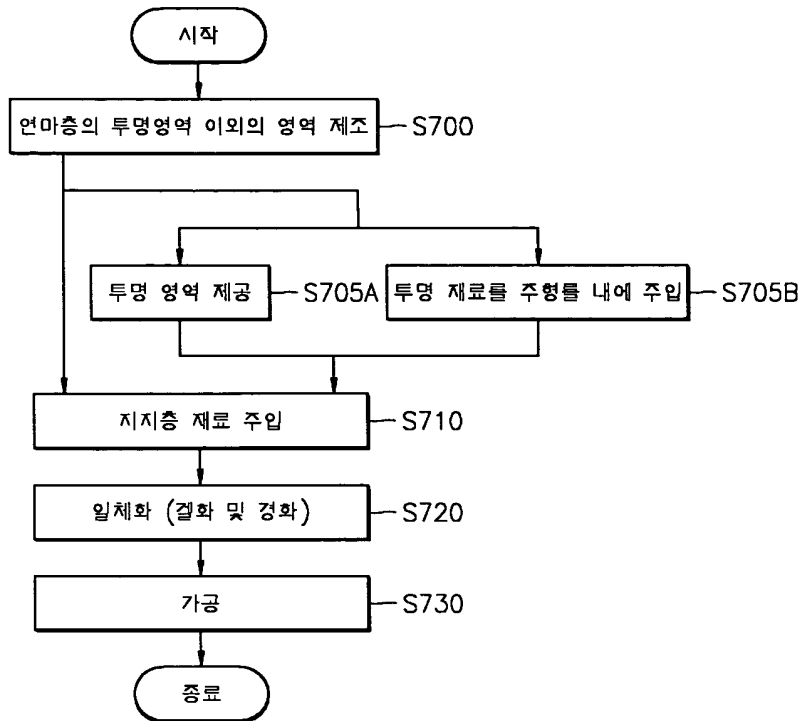 시작
연마층의 투명영역 이외의 영역 제조
S700
투명 영역 제공
S705A
투명 재료를 주형틀 내에 주입
S705B
지지층 재료 주입
S710
일체화 (겔화 및 경화)
S720
가공
S730
종료